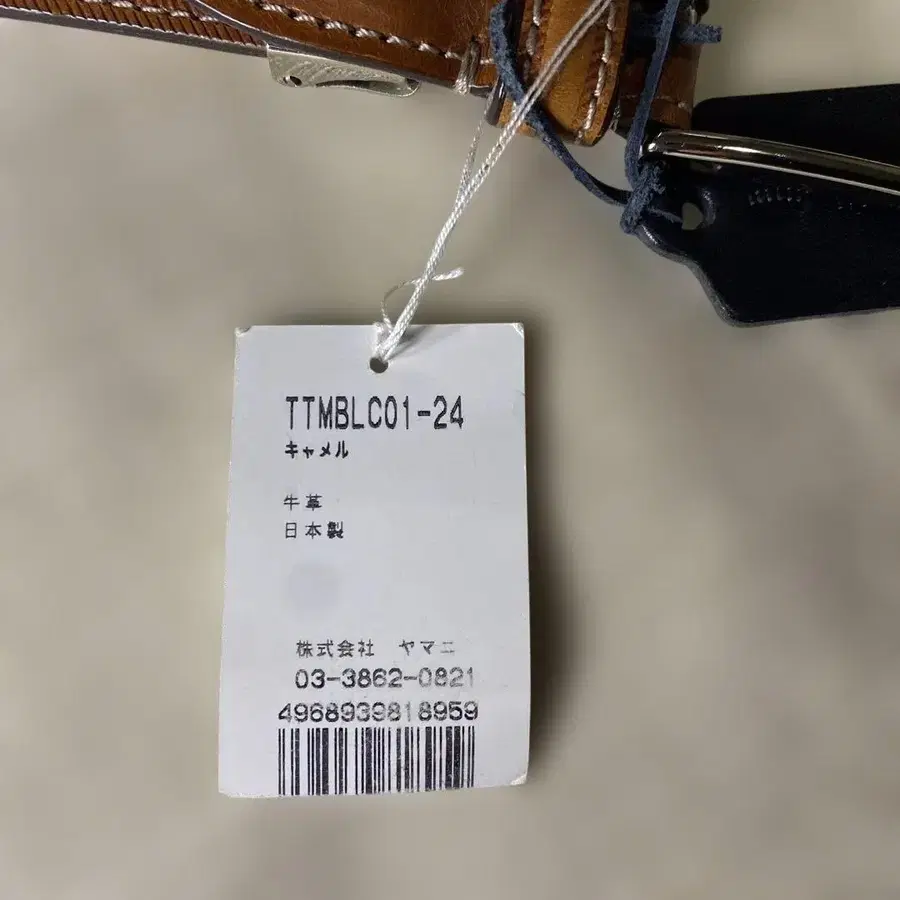 TTMBLC01-24
キャメル
牛革
日本製
株式会社　ヤマニ
03-3862-0821
4968939818959